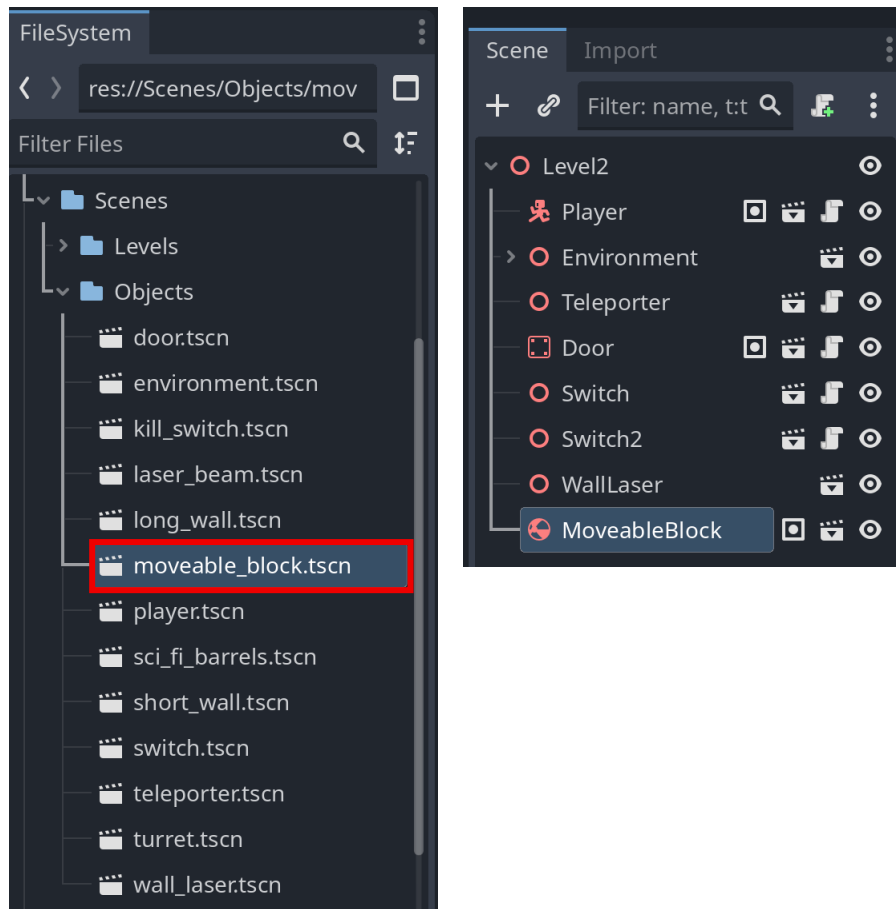 FileSystem
res://Scenes/Objects/mov
Filter Files
Scenes
Levels
Objects
door.tscn
environment.tscn
kill_switch.tscn
laser_beam.tscn
long_wall.tscn
moveable_block.tscn
player.tscn
sci_fi_barrels.tscn
short_wall.tscn
switch.tscn
teleporter.tscn
turret.tscn
wall_laser.tscn
Scene Import
Filter: name, t:t
Level2
Player
Environment
Teleporter
Door
Switch
Switch2
WallLaser
MoveableBlock